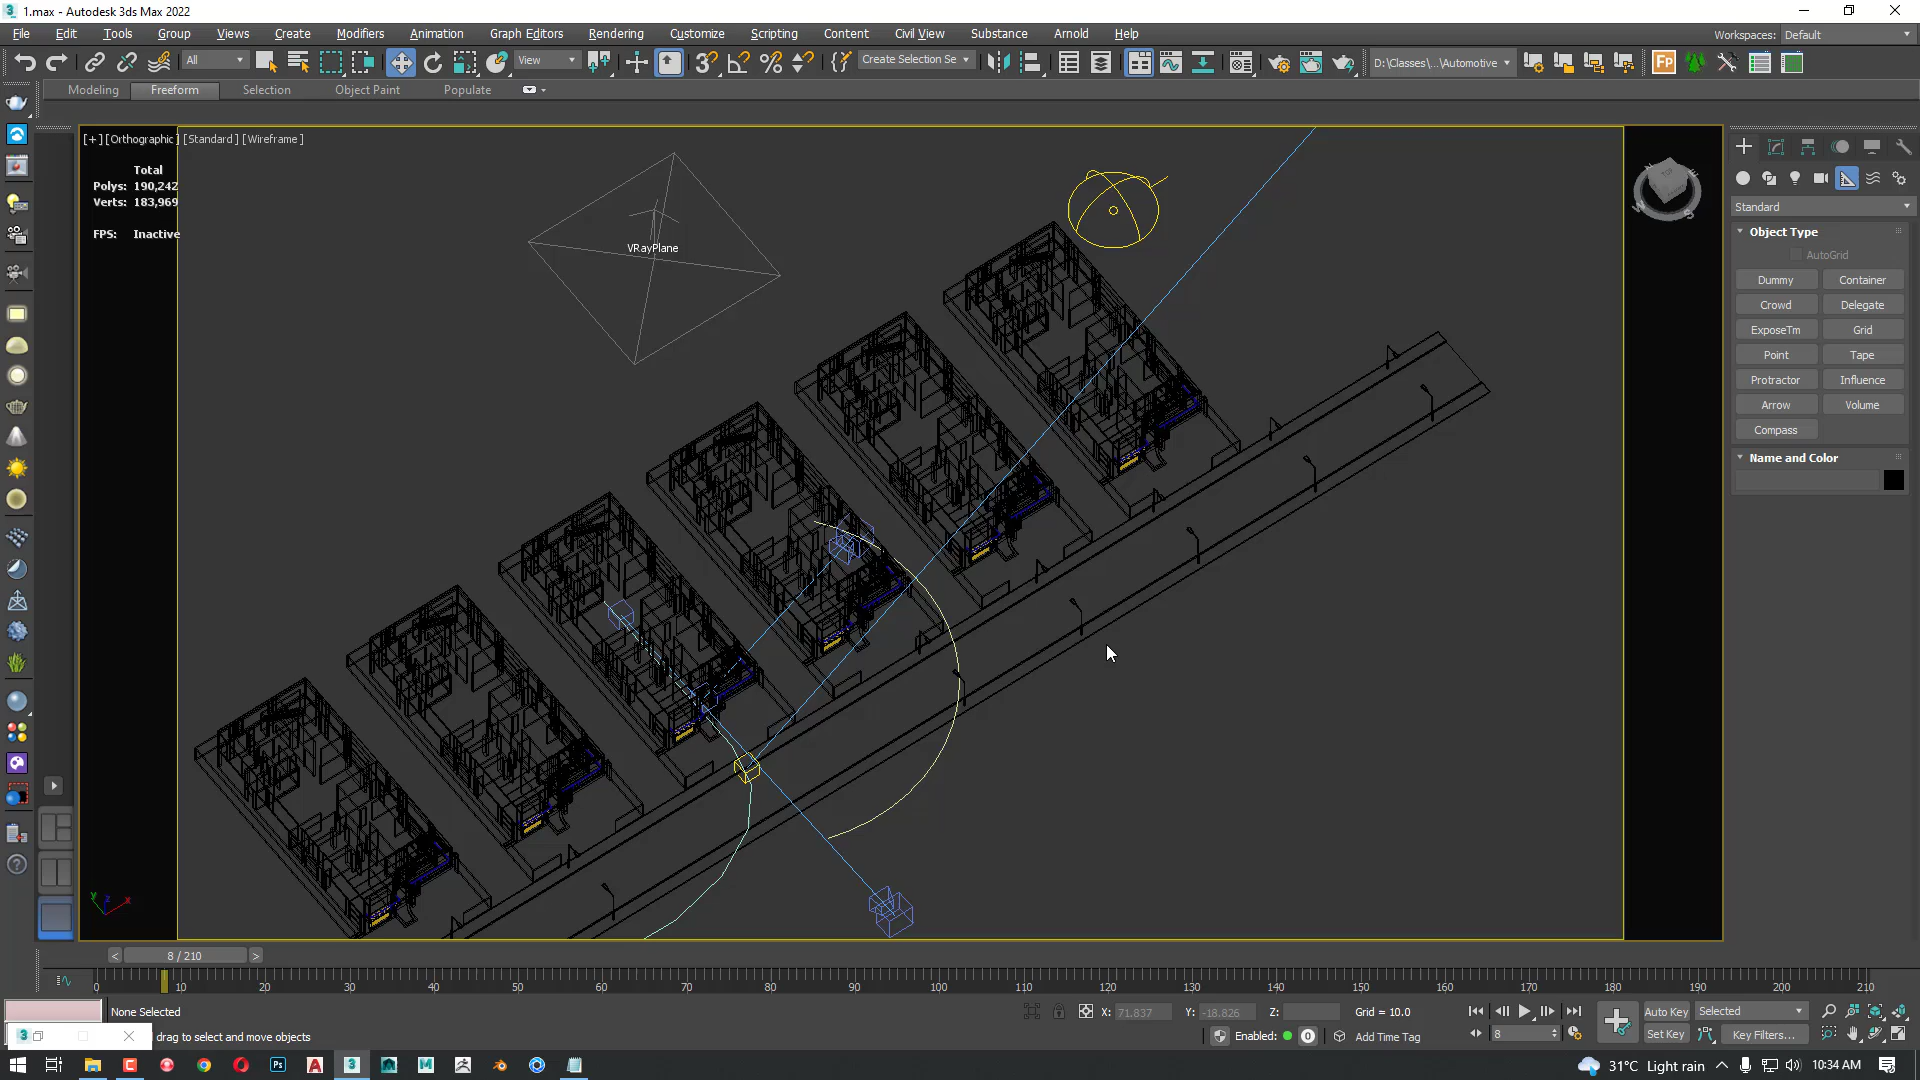 1.max - Autodesk 3ds Max 2022
File Edit Tools Group Views Create Modifiers Animation Graph Editors Rendering Customize Scripting Content Civil View Substance Arnold Help
Workspaces: Default
All
View
Create Selection Se
D:\Classes\...\Automotive
Modeling Freeform Selection Object Paint Populate
[+] [Orthographic] [Standard] [Wireframe]
Total
Polys: 190,242
Verts: 183,969
FPS: Inactive
VRayPlane
Standard
Object Type
AutoGrid
Dummy Container
Crowd Delegate
ExposeTm Grid
Point Tape
Protractor Influence
Arrow Volume
Compass
Name and Color
< 8 / 210 >
0 10 20 30 40 50 60 70 80 90 100 110 120 130 140 150 160 170 180 190 200 210
None Selected
X: 71.837 Y: -18.826 Z: Grid = 10.0
Auto Key Selected
drag to select and move objects
Enabled: 0 Add Time Tag
8
Set Key Key Filters...
31°C Light rain
10:34 AM